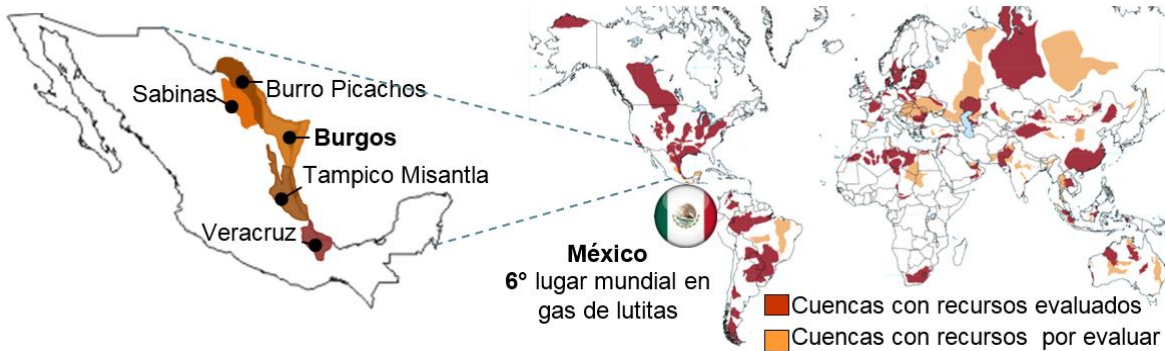 Sabinas
Burro Picachos
Burgos
Tampico Misantla
Veracruz
México
6° lugar mundial en
gas de lutitas
Cuencas con recursos evaluados
Cuencas con recursos por evaluar